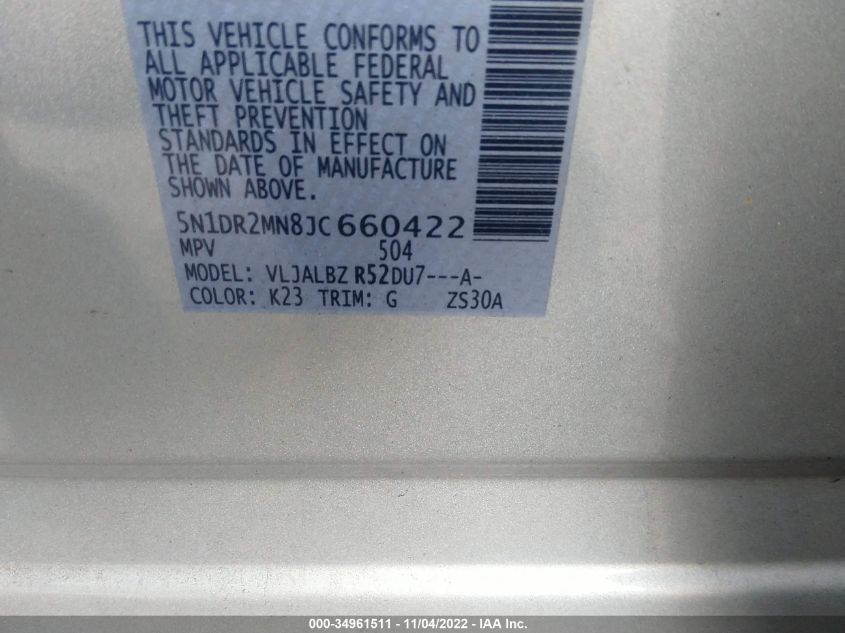 THIS VEHICLE CONFORMS TO
ALL APPLICABLE FEDERAL
MOTOR VEHICLE SAFETY AND
THEFT PREVENTION
STANDARDS IN EFFECT ON
THE DATE OF MANUFACTURE
SHOWN ABOVE.
5N1DR2MN8JC660422
MPV 504
MODEL: VLJALBZ R52DU7---A-
COLOR: K23 TRIM: G ZS30A
000-34961511 - 11/04/2022 - IAA Inc.